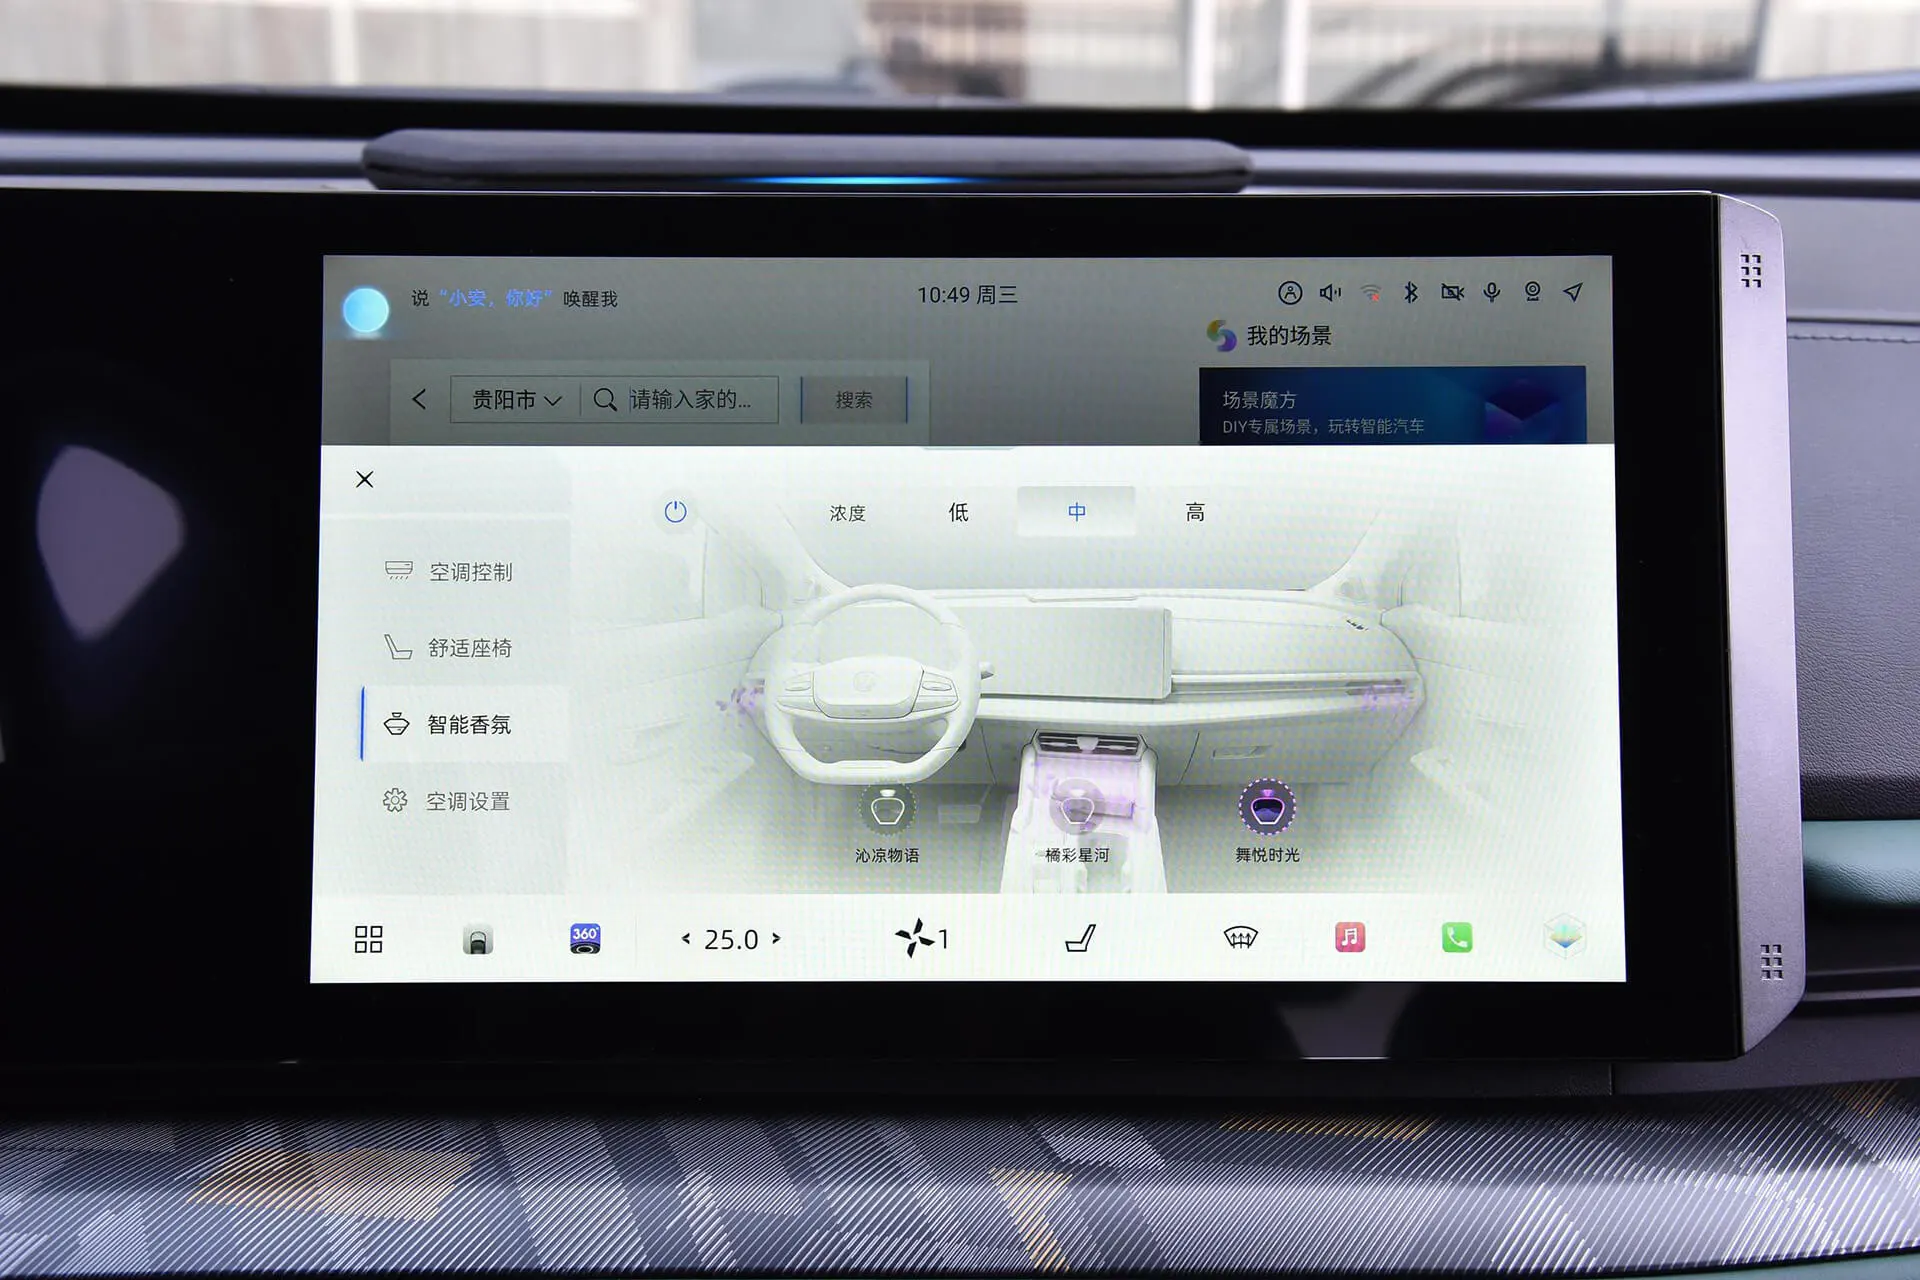 说“小安，你好”唤醒我
10:49 周三
我的场景
贵阳市
请输入家的...
搜索
场景魔方
DIY专属场景，玩转智能汽车
浓度
低
中
高
空调控制
舒适座椅
智能香氛
空调设置
沁凉物语
橘彩星河
舞悦时光
360°
< 25.0 >
1